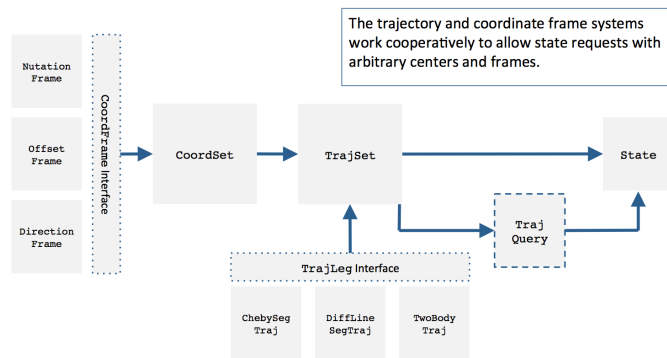 The trajectory and coordinate frame systems
work cooperatively to allow state requests with
arbitrary centers and frames.
Nutation
Frame
Offset
Frame
Direction
Frame
CoordFrame Interface
CoordSet
TrajSet
State
Traj
Query
TrajLeg Interface
ChebySeg
Traj
DiffLine
SegTraj
TwoBody
Traj